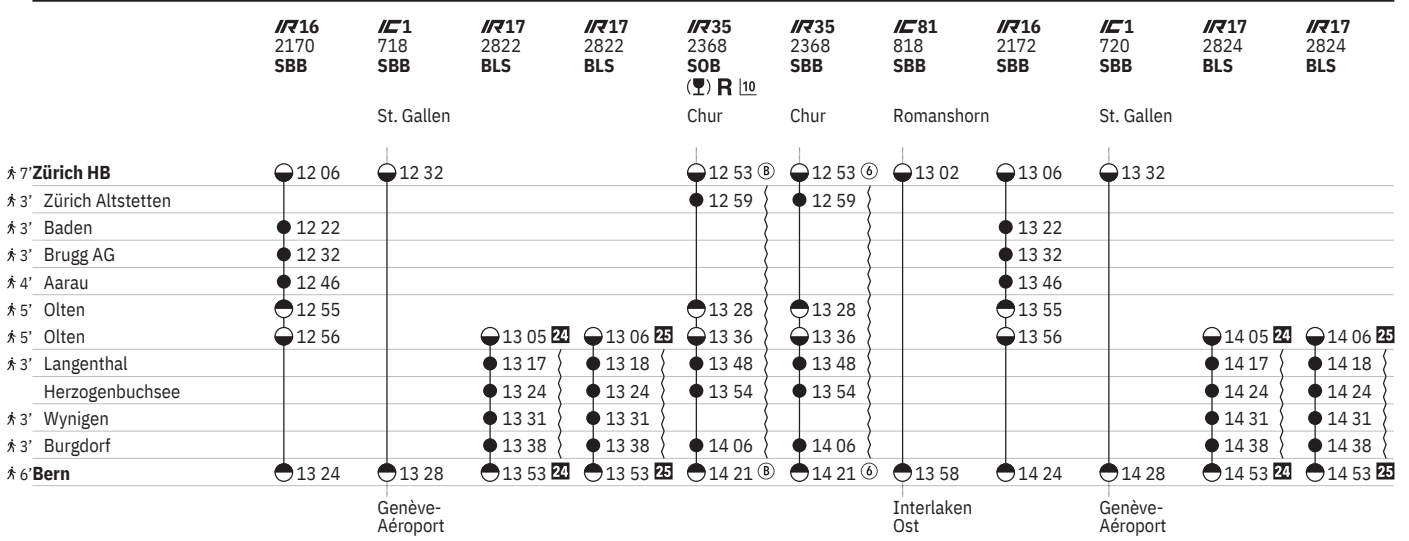 IR16 IC1 IR17 IR17 IR35 IR35 IC81 IR16 IC1 IR17 IR17
2170 718 2822 2822 2368 2368 818 2172 720 2824 2824
SBB SBB BLS BLS SOB SBB SBB SBB SBB BLS BLS
R 10
St. Gallen Chur Chur Romanshorn St. Gallen
7’ Zürich HB 12 06 12 32 12 53 B 12 53 6 13 02 13 06 13 32
3’ Zürich Altstetten 12 59 12 59
3’ Baden 12 22 13 22
3’ Brugg AG 12 32 13 32
4’ Aarau 12 46 13 46
5’ Olten 12 55 13 28 13 28 13 55
5’ Olten 12 56 13 05 24 13 06 25 13 36 13 36 13 56 14 05 24 14 06 25
3’ Langenthal 13 17 13 18 13 48 13 48 14 17 14 18
Herzogenbuchsee 13 24 13 24 13 54 13 54 14 24 14 24
3’ Wynigen 13 31 13 31 14 31 14 31
3’ Burgdorf 13 38 13 38 14 06 14 06 14 38 14 38
6’ Bern 13 24 13 28 13 53 24 13 53 25 14 21 B 14 21 6 13 58 14 24 14 28 14 53 24 14 53 25
Genève- Interlaken Genève-
Aéroport Ost Aéroport